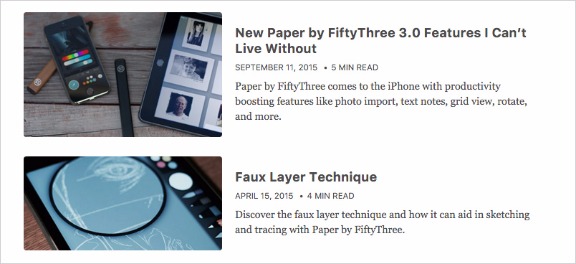 New Paper by FiftyThree 3.0 Features I Can’t
Live Without
SEPTEMBER 11, 2015 • 5 MIN READ
Paper by FiftyThree comes to the iPhone with productivity
boosting features like photo import, text notes, grid view, rotate,
and more.
Faux Layer Technique
APRIL 15, 2015 • 4 MIN READ
Discover the faux layer technique and how it can aid in sketching
and tracing with Paper by FiftyThree.